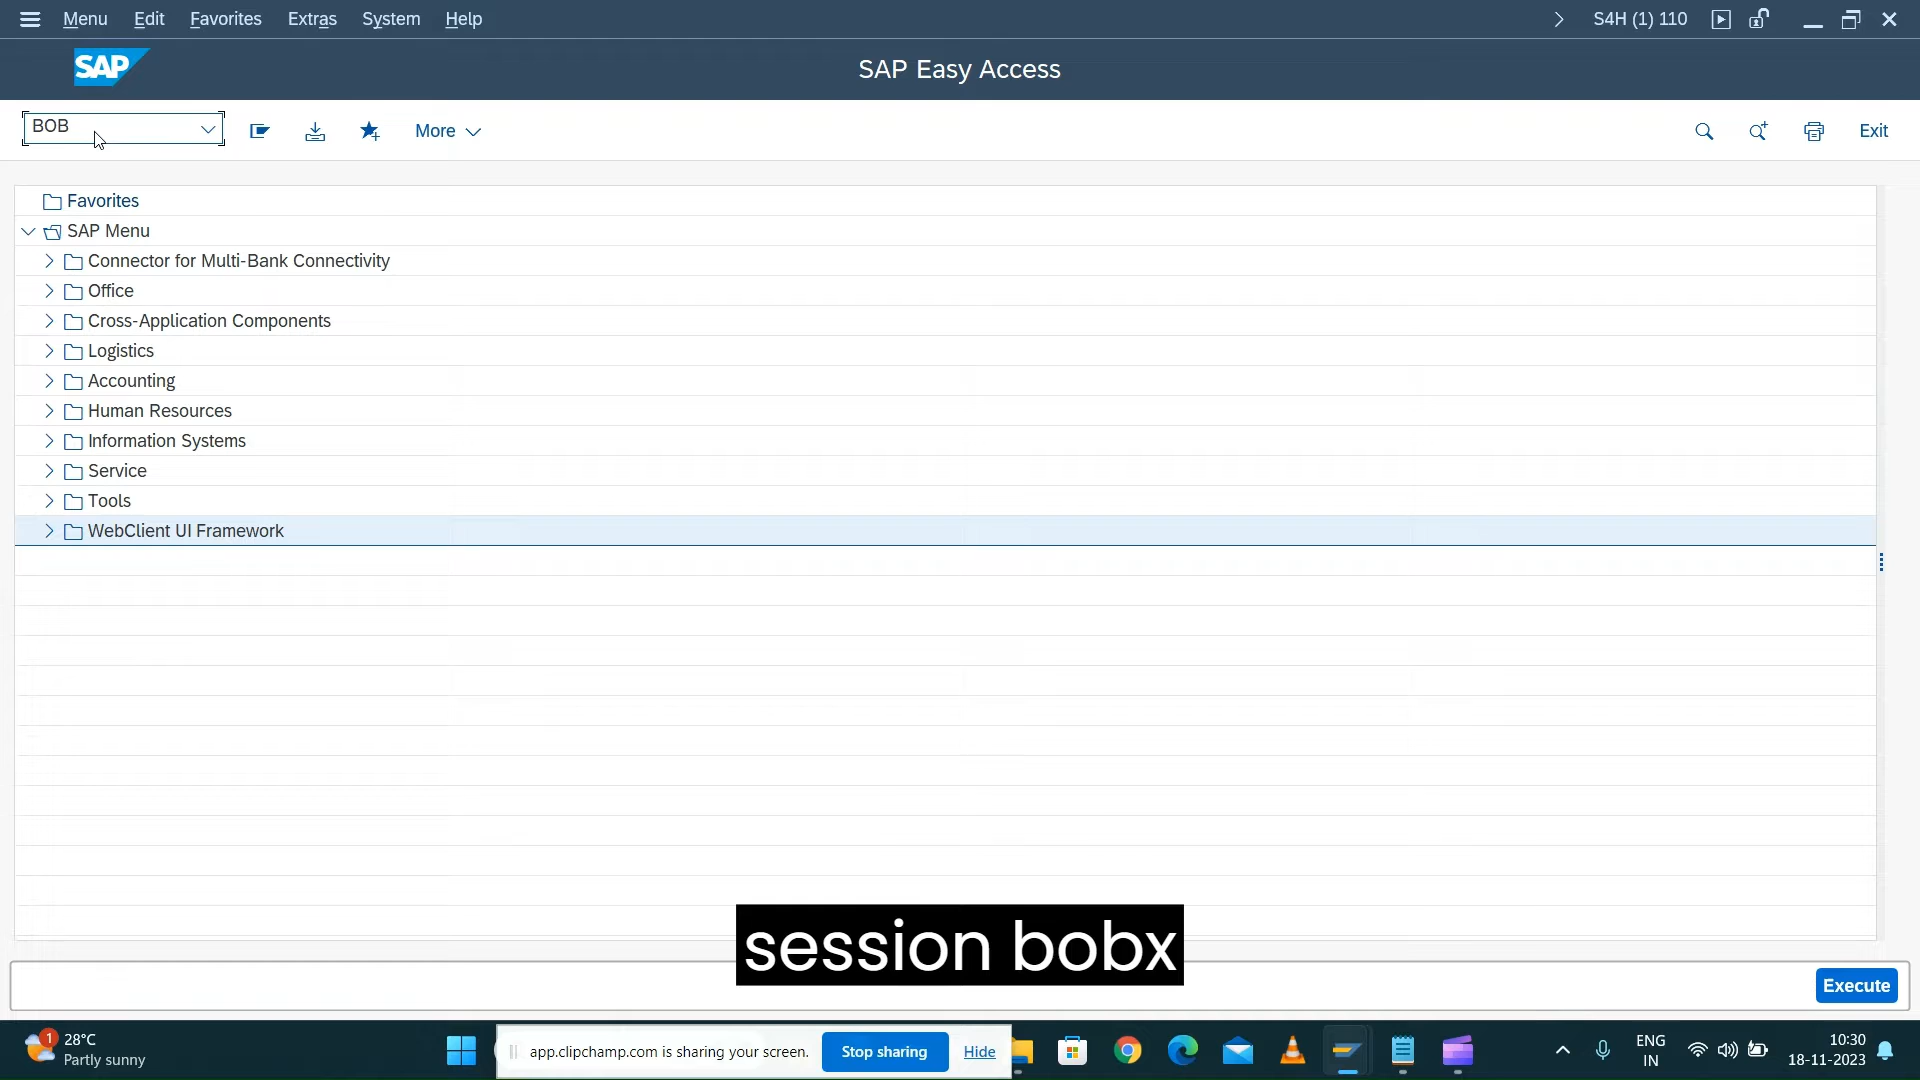 Menu Edit Favorites Extras System Help S4H (1) 110
SAP SAP Easy Access
BOB More Exit
Favorites
SAP Menu
Connector for Multi-Bank Connectivity
Office
Cross-Application Components
Logistics
Accounting
Human Resources
Information Systems
Service
Tools
WebClient UI Framework
session bobx
Execute
1 28°C
Partly sunny
app.clipchamp.com is sharing your screen. Stop sharing Hide
ENG
IN
10:30
18-11-2023